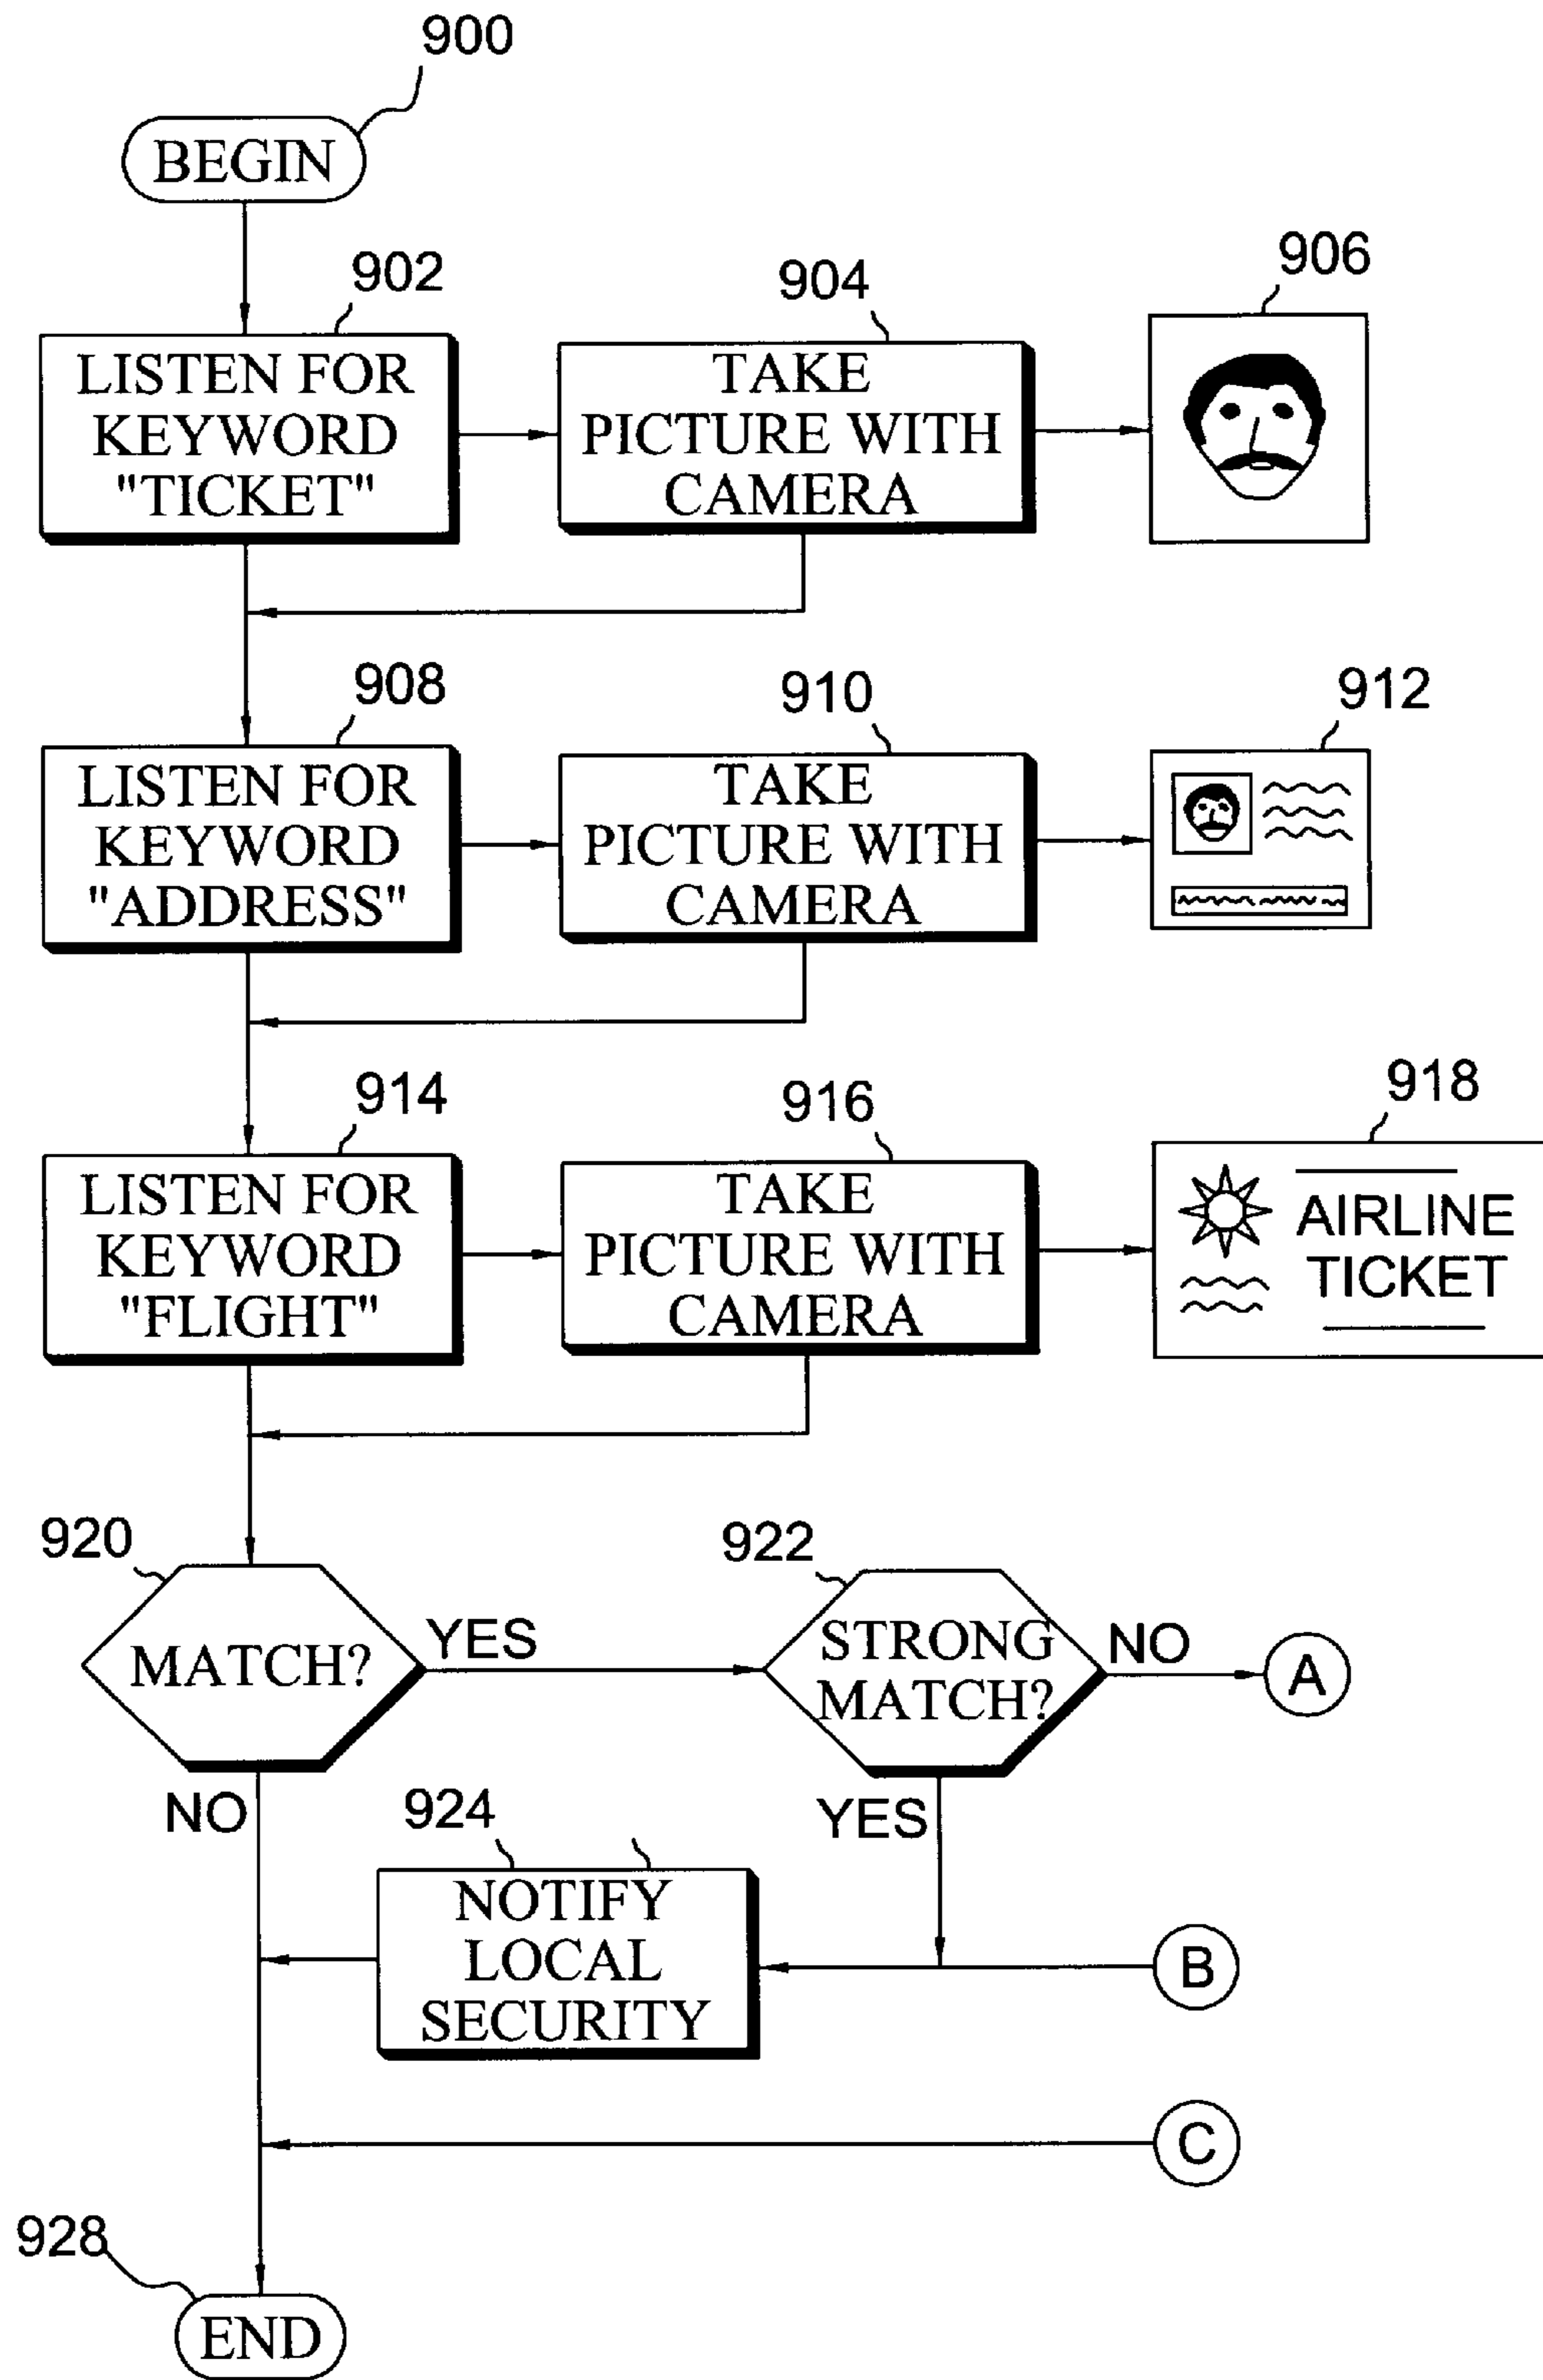 900
BEGIN
902
LISTEN FOR
KEYWORD
"TICKET"
904
TAKE
PICTURE WITH
CAMERA
906
908
LISTEN FOR
KEYWORD
"ADDRESS"
910
TAKE
PICTURE WITH
CAMERA
912
914
LISTEN FOR
KEYWORD
"FLIGHT"
916
TAKE
PICTURE WITH
CAMERA
918
AIRLINE
TICKET
920
MATCH?
YES
NO
922
STRONG
MATCH?
NO
A
YES
924
NOTIFY
LOCAL
SECURITY
B
C
928
END